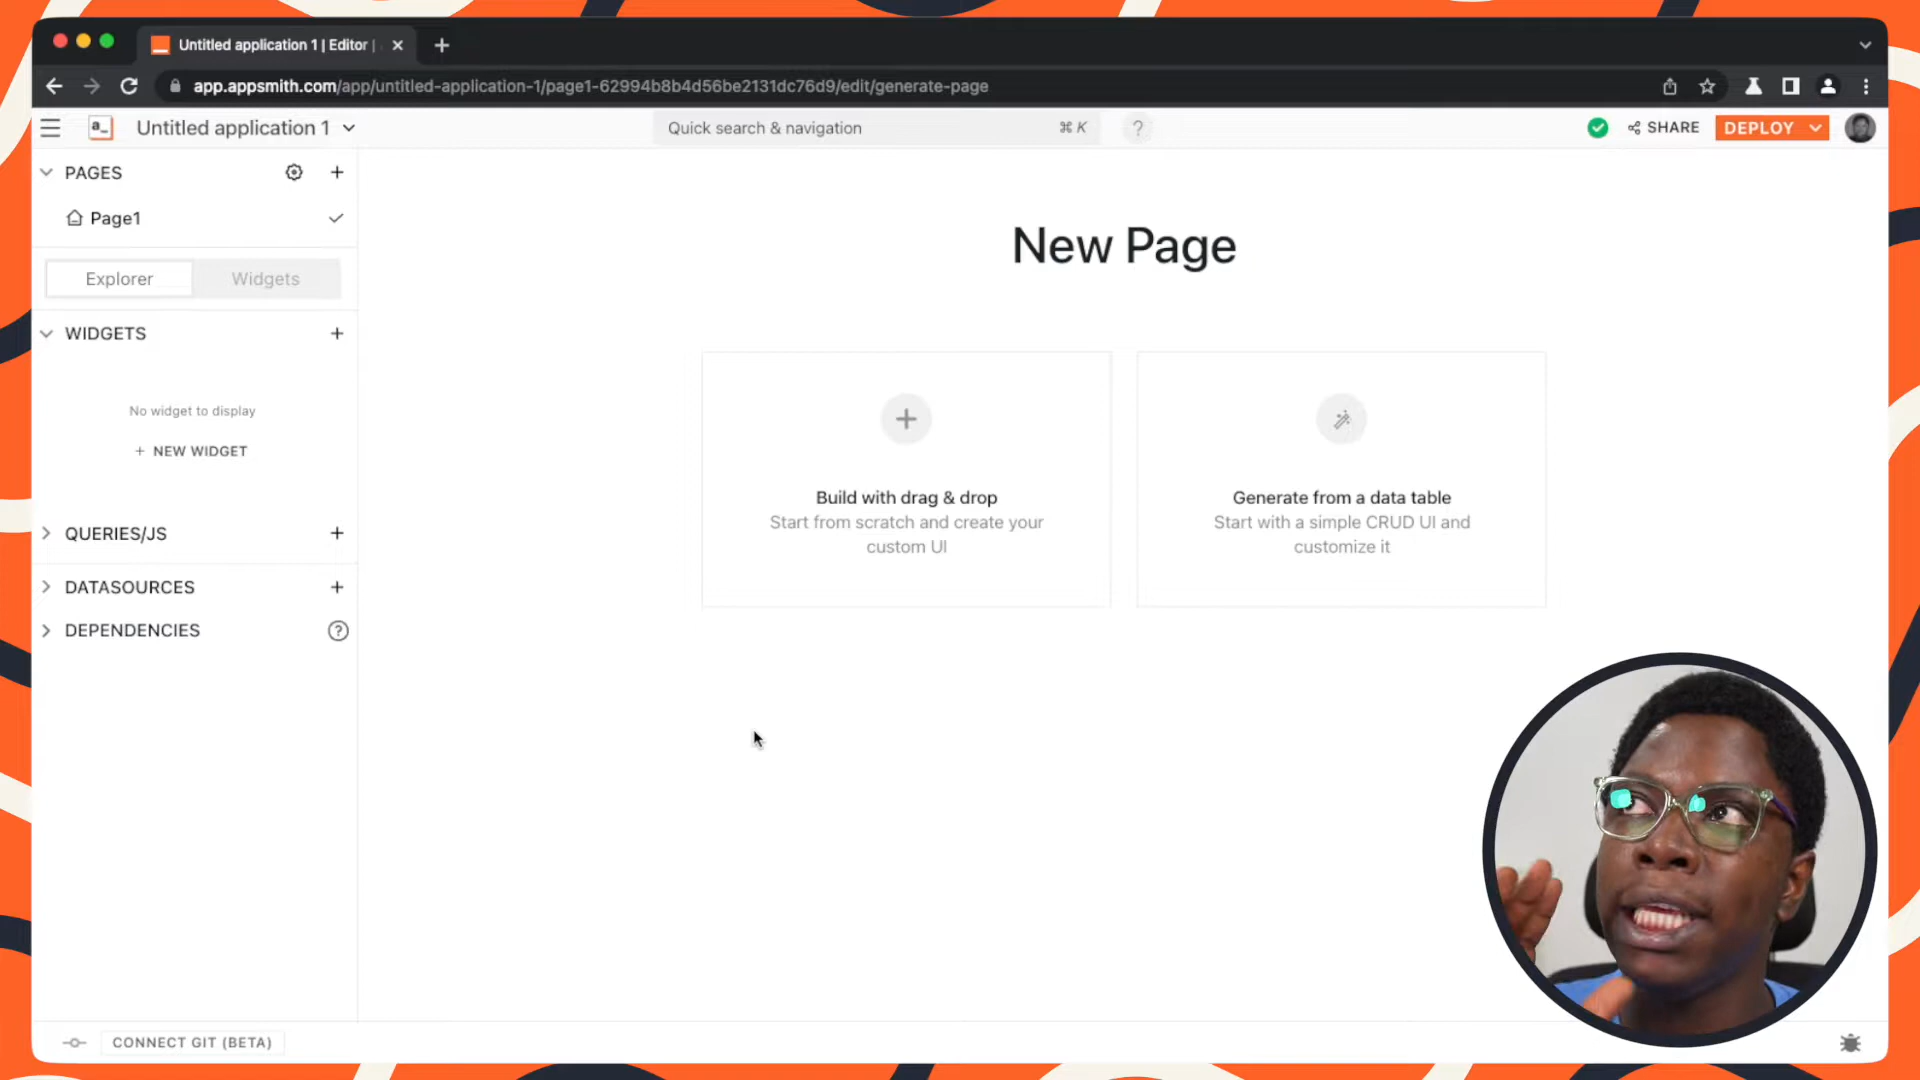 Untitled application 1 | Editor |
app.appsmith.com/app/untitled-application-1/page1-62994b8b4d56be2131dc76d9/edit/generate-page
a_
Untitled application 1
Quick search & navigation
⌘ K
?
SHARE
DEPLOY
PAGES
Page1
Explorer
Widgets
WIDGETS
No widget to display
+ NEW WIDGET
QUERIES/JS
DATASOURCES
DEPENDENCIES
?
New Page
Build with drag & drop
Start from scratch and create your
custom UI
Generate from a data table
Start with a simple CRUD UI and
customize it
CONNECT GIT (BETA)